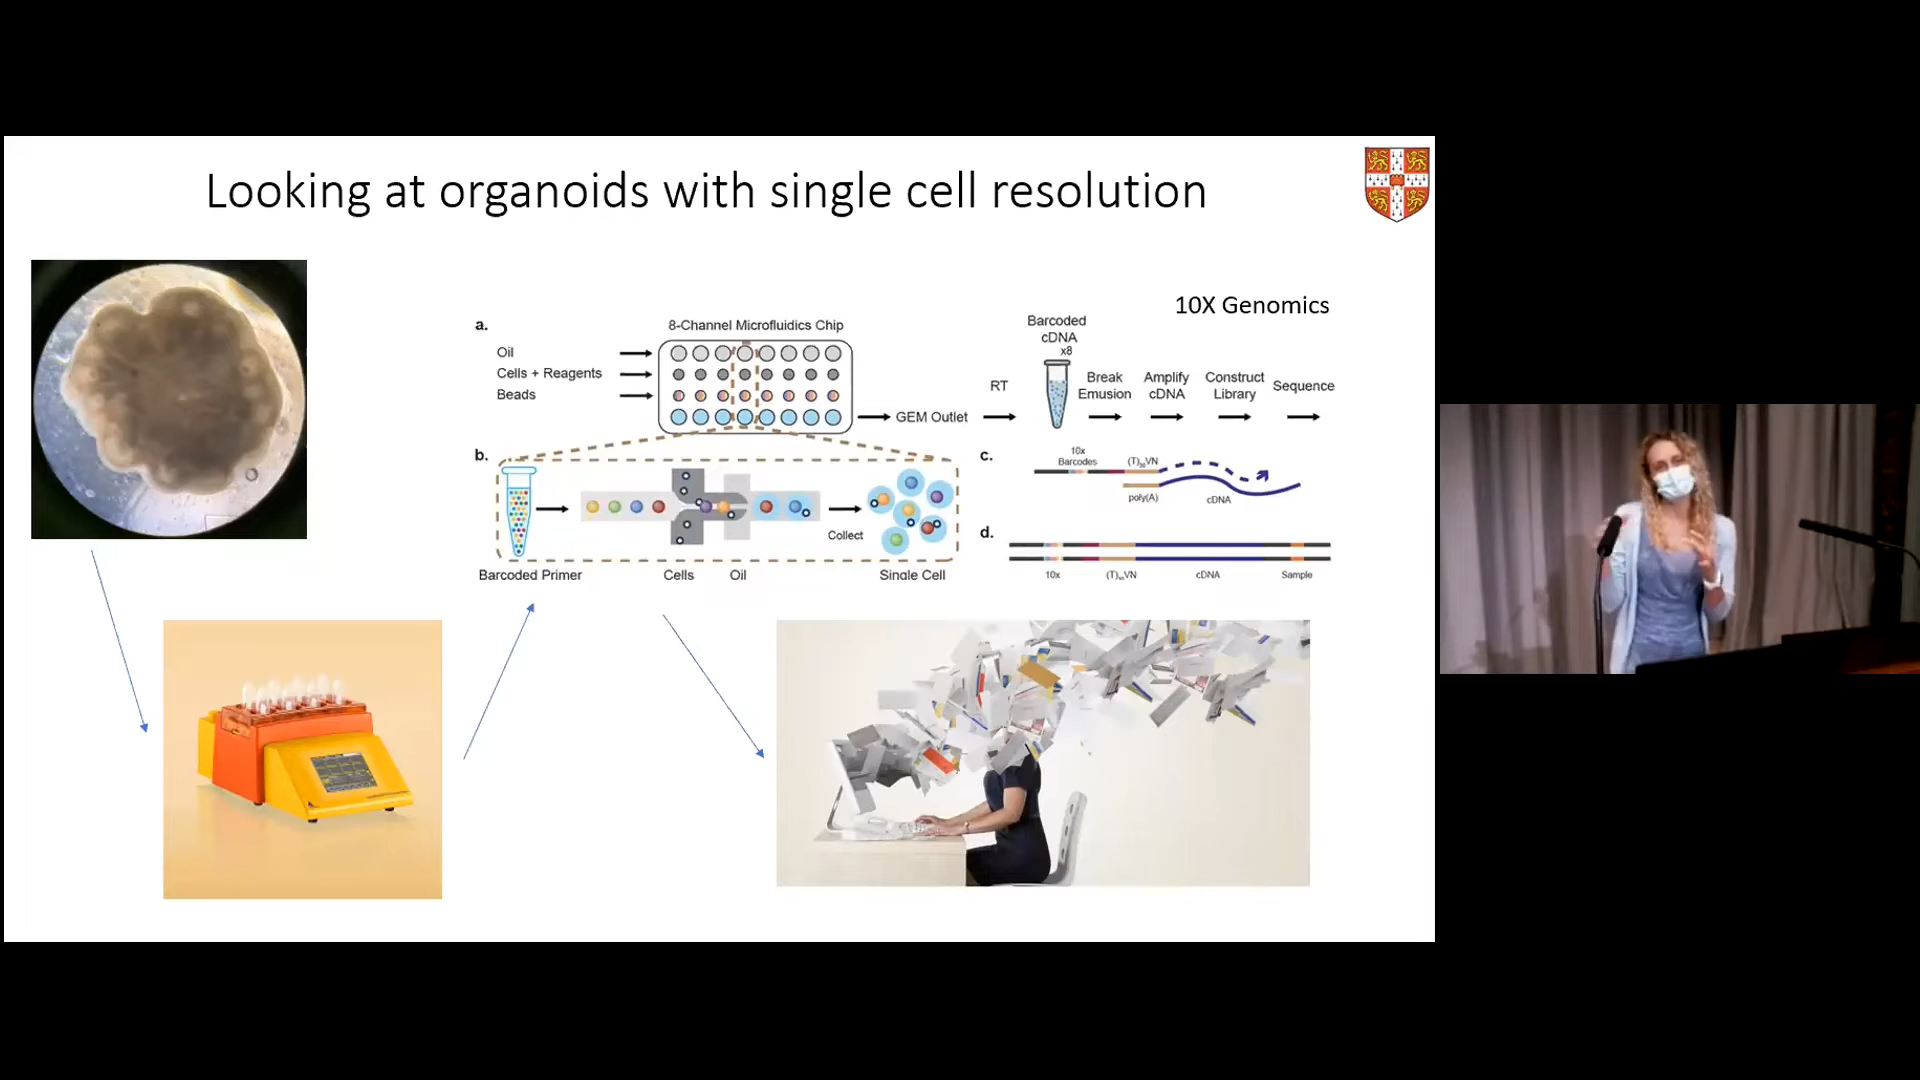 Looking at organoids with single cell resolution
10X Genomics
a.
8-Channel Microfluidics Chip
Oil
Cells + Reagents
Beads
GEM Outlet
RT
Barcoded
cDNA
x8
Break
Emusion
Amplify
cDNA
Construct
Library
Sequence
b.
Collect
Barcoded Primer
Cells
Oil
Single Cell
c.
10x
Barcodes
(T)30VN
poly(A)
cDNA
d.
10x
(T)30VN
cDNA
Sample